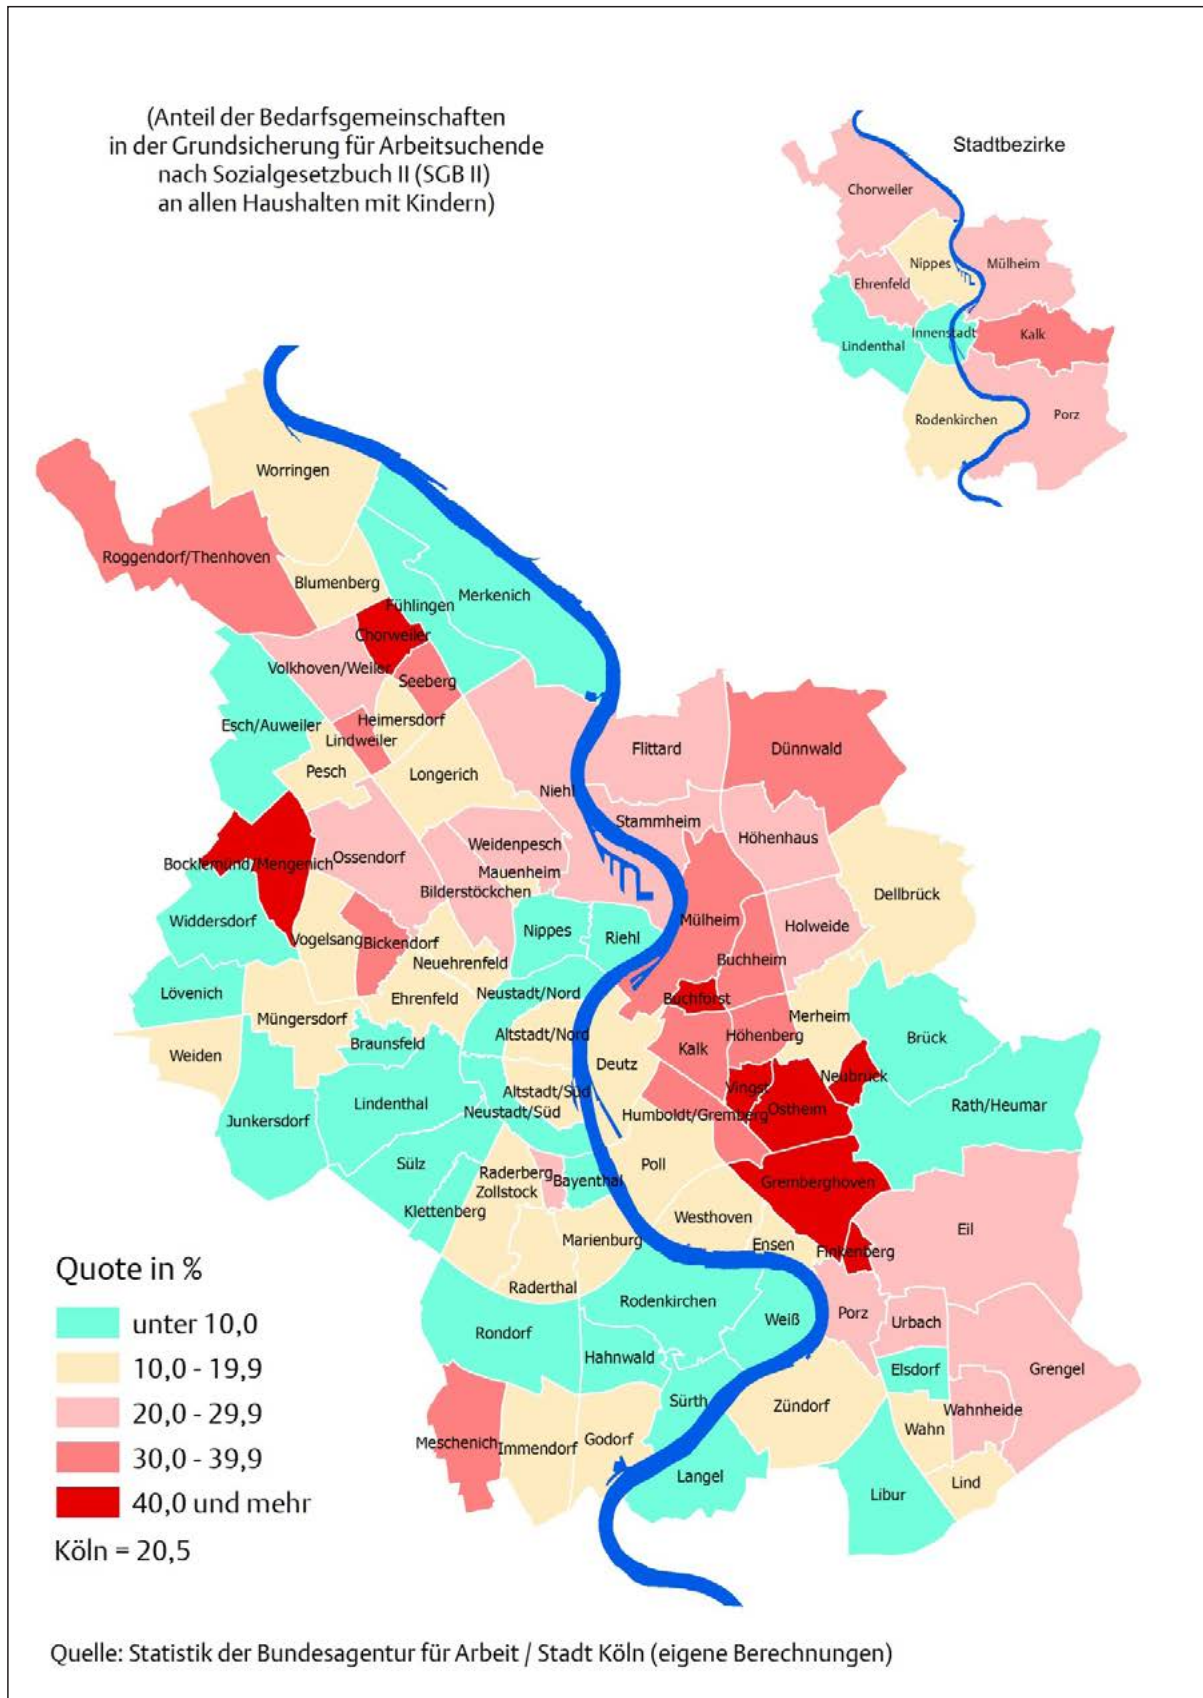 (Anteil der Bedarfsgemeinschaften
in der Grundsicherung für Arbeitsuchende
nach Sozialgesetzbuch II (SGB II)
an allen Haushalten mit Kindern)
Stadtbezirke
Chorweiler
Nippes
Mülheim
Ehrenfeld
Innenstadt
Kalk
Lindenthal
Rodenkirchen
Porz
Worringen
Roggendorf/Thenhoven
Blumenberg
Fühlingen
Merkenich
Chorweiler
Volkhoven/Weiler
Seeberg
Esch/Auweiler
Heimersdorf
Lindweiler
Pesch
Longerich
Niehl
Flittard
Dünnwald
Stammheim
Höhenhaus
Weidenpesch
Mauenheim
Ossendorf
Bocklemünd/Mengenich
Bilderstöckchen
Dellbrück
Widdersdorf
Vogelsang
Bickendorf
Neuehrenfeld
Nippes
Riehl
Mülheim
Holweide
Buchheim
Lövenich
Ehrenfeld
Neustadt/Nord
Buchforst
Müngersdorf
Weiden
Braunsfeld
Altstadt/Nord
Deutz
Kalk
Höhenberg
Merheim
Brück
Neubrück
Vingst
Ostheim
Junkersdorf
Lindenthal
Altstadt/Süd
Neustadt/Süd
Humboldt/Gremberg
Rath/Heumar
Sülz
Raderberg
Zollstock
Bayenthal
Poll
Gremberghoven
Klettenberg
Marienburg
Westhoven
Ensen
Finkenberg
Eil
Raderthal
Rodenkirchen
Weiß
Porz
Urbach
Rondorf
Hahnwald
Elsdorf
Grengel
Sürth
Zündorf
Wahnheide
Wahn
Meschenich
Immendorf
Godorf
Langel
Libur
Lind
Quote in %
unter 10,0
10,0 - 19,9
20,0 - 29,9
30,0 - 39,9
40,0 und mehr
Köln = 20,5
Quelle: Statistik der Bundesagentur für Arbeit / Stadt Köln (eigene Berechnungen)